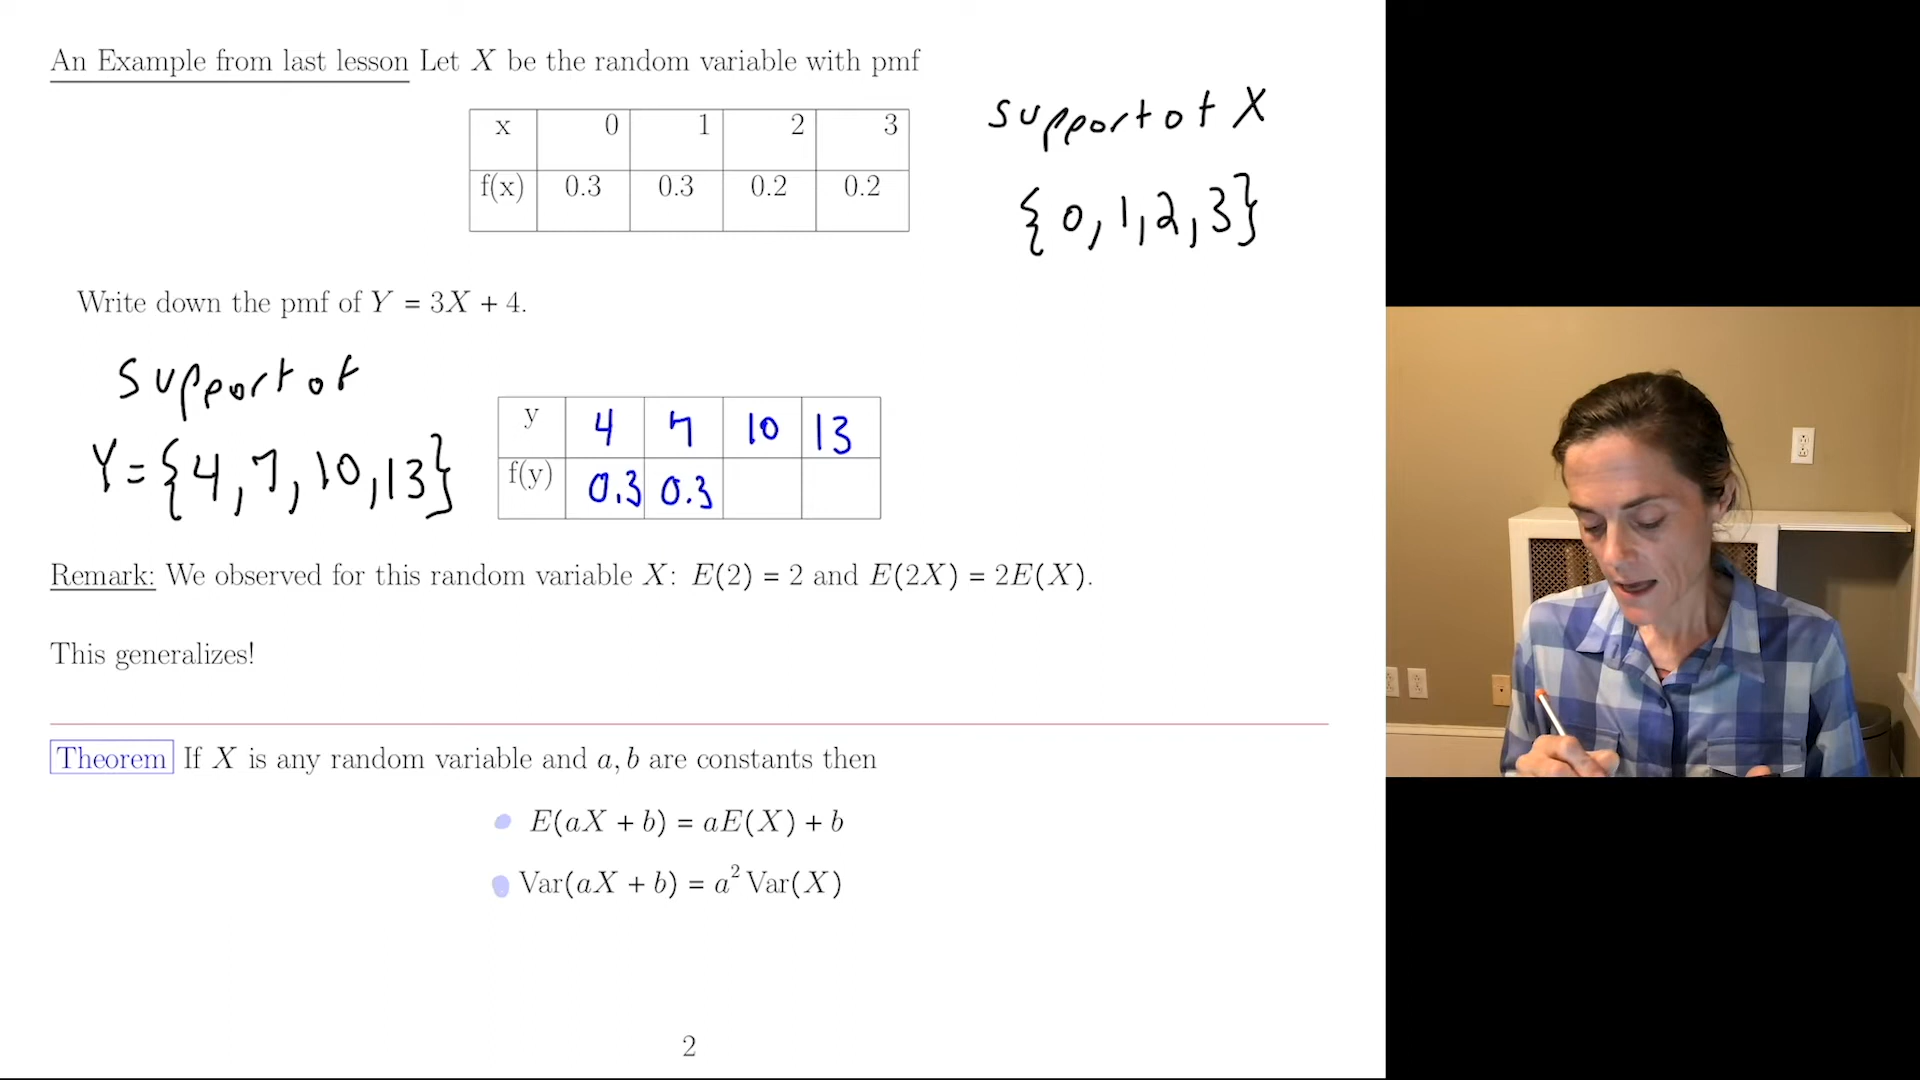 An Example from last lesson Let X be the random variable with pmf
x 0 1 2 3
f(x) 0.3 0.3 0.2 0.2
support of X
{0, 1, 2, 3}
Write down the pmf of Y = 3X + 4.
support of
Y = {4, 7, 10, 13}
y 4 7 10 13
f(y) 0.3 0.3
Remark: We observed for this random variable X: E(2) = 2 and E(2X) = 2E(X).
This generalizes!
Theorem If X is any random variable and a, b are constants then
E(aX + b) = aE(X) + b
Var(aX + b) = a² Var(X)
2